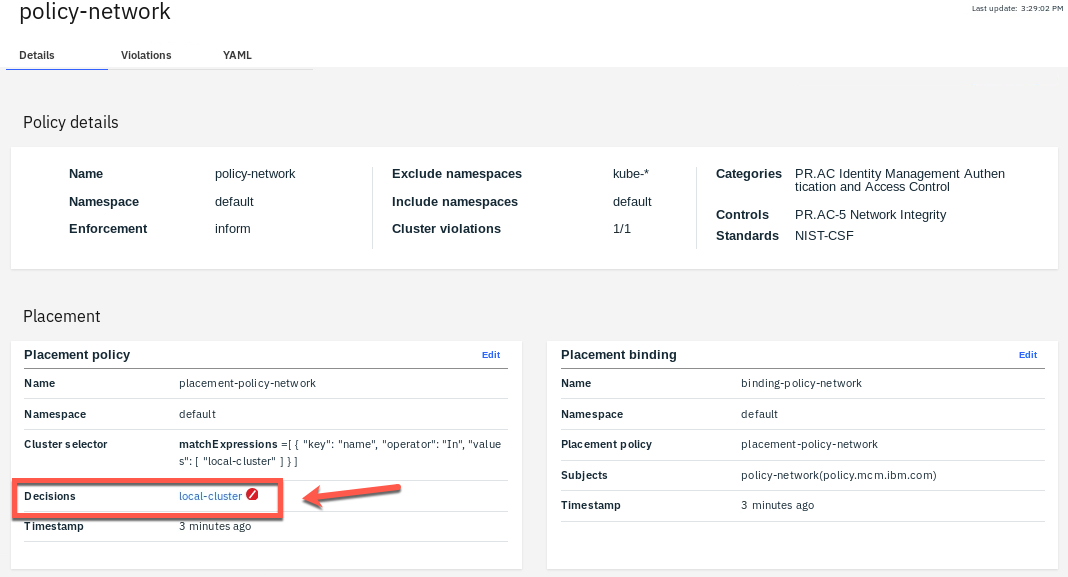 policy-network
Last update: 3:29:02 PM
Details Violations YAML
Policy details
Name policy-network
Namespace default
Enforcement inform
Exclude namespaces kube-*
Include namespaces default
Cluster violations 1/1
Categories PR.AC Identity Management Authen
tication and Access Control
Controls PR.AC-5 Network Integrity
Standards NIST-CSF
Placement
Placement policy Edit
Name placement-policy-network
Namespace default
Cluster selector matchExpressions =[ { "key": "name", "operator": "In", "value
s": [ "local-cluster" ] } ]
Decisions local-cluster
Timestamp 3 minutes ago
Placement binding Edit
Name binding-policy-network
Namespace default
Placement policy placement-policy-network
Subjects policy-network(policy.mcm.ibm.com)
Timestamp 3 minutes ago